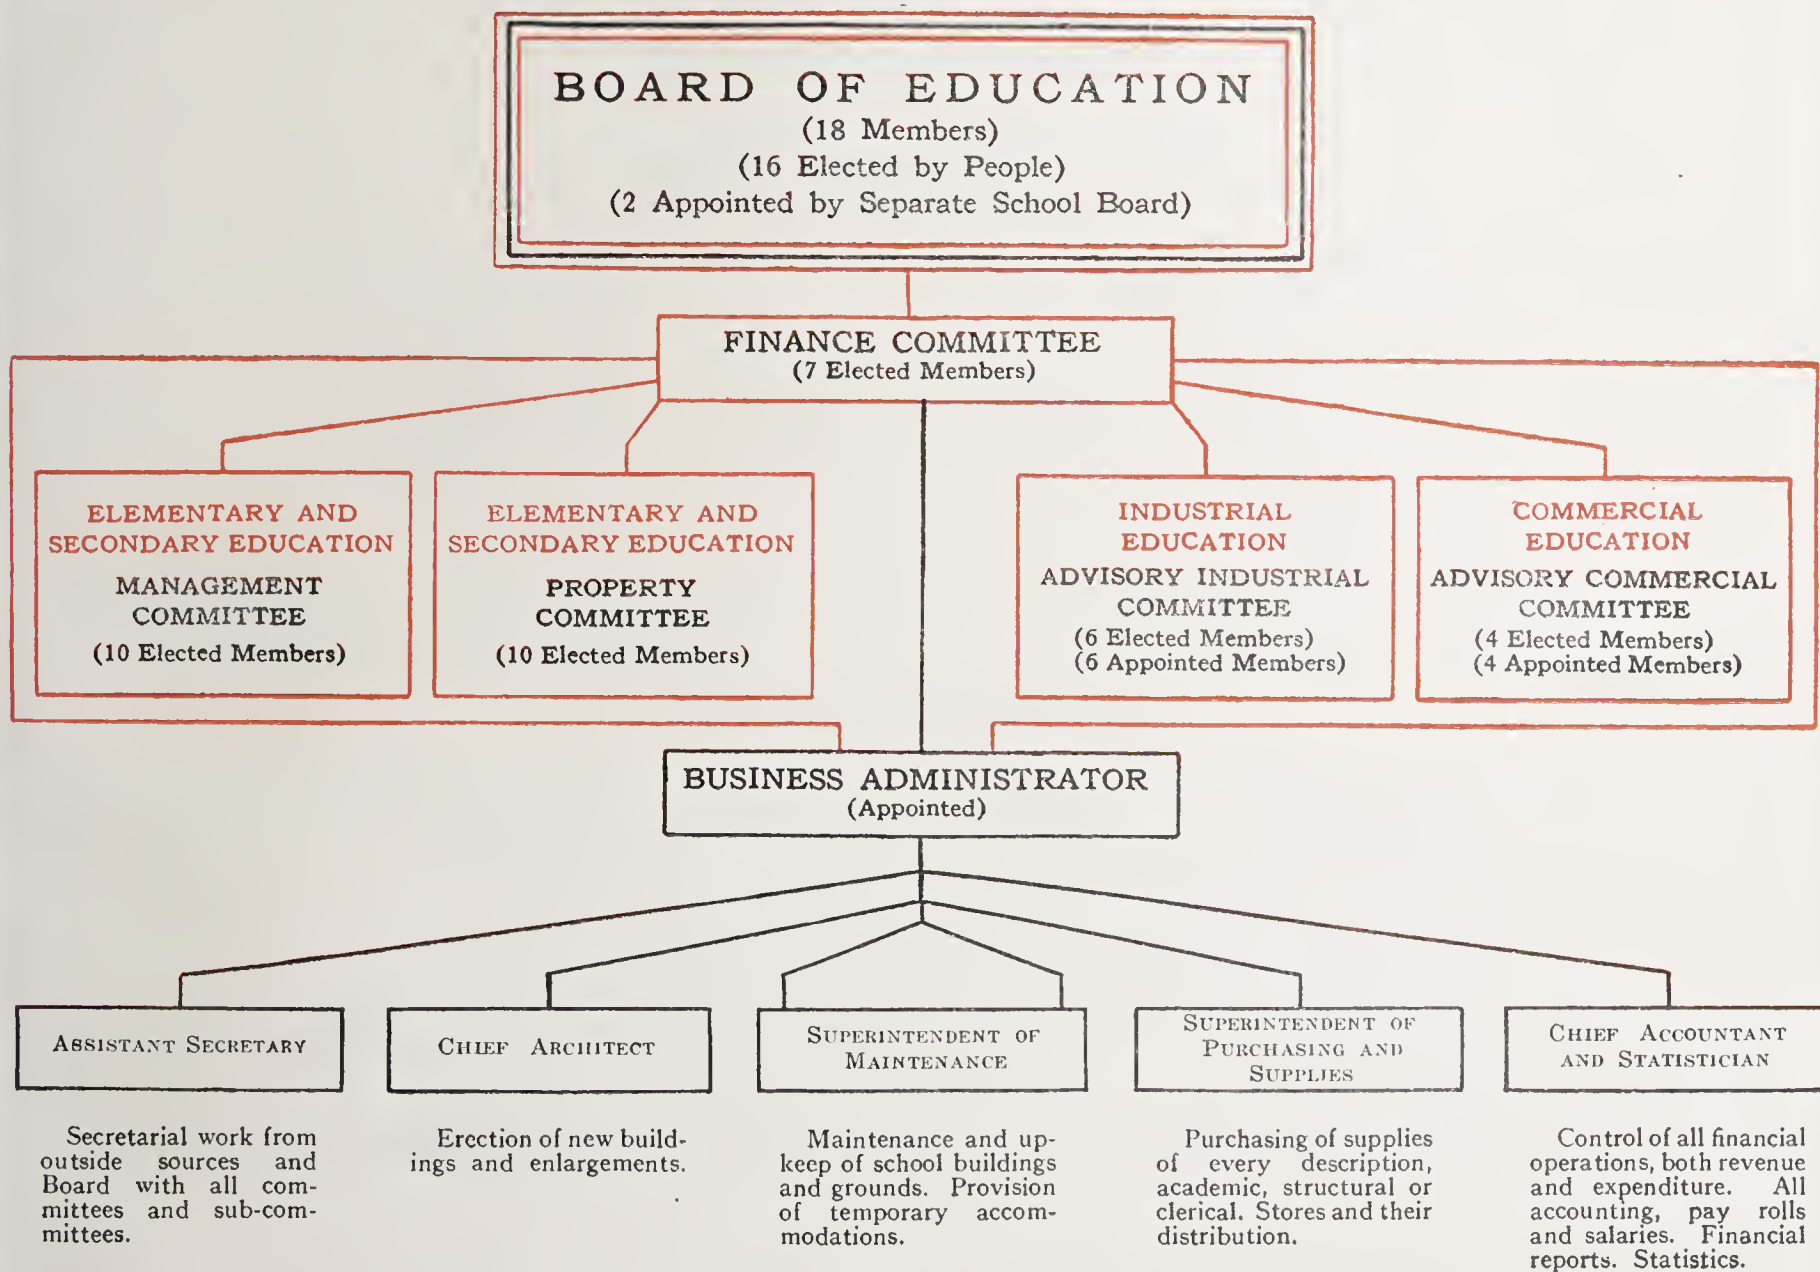 BOARD OF EDUCATION
(18 Members)
(16 Elected by People)
(2 Appointed by Separate School Board)
FINANCE COMMITTEE
(7 Elected Members)
ELEMENTARY AND
SECONDARY EDUCATION
MANAGEMENT
COMMITTEE
(10 Elected Members)
ELEMENTARY AND
SECONDARY EDUCATION
PROPERTY
COMMITTEE
(10 Elected Members)
INDUSTRIAL
EDUCATION
ADVISORY INDUSTRIAL
COMMITTEE
(6 Elected Members)
(6 Appointed Members)
COMMERCIAL
EDUCATION
ADVISORY COMMERCIAL
COMMITTEE
(4 Elected Members)
(4 Appointed Members)
BUSINESS ADMINISTRATOR
(Appointed)
ASSISTANT SECRETARY
Secretarial work from
outside sources and
Board with all com-
mittees and sub-com-
mittees.
CHIEF ARCHITECT
Erection of new build-
ings and enlargements.
SUPERINTENDENT OF
MAINTENANCE
Maintenance and up-
keep of school buildings
and grounds. Provision
of temporary accom-
modations.
SUPERINTENDENT OF
PURCHASING AND
SUPPLIES
Purchasing of supplies
of every description,
academic, structural or
clerical. Stores and their
distribution.
CHIEF ACCOUNTANT
AND STATISTICIAN
Control of all financial
operations, both revenue
and expenditure. All
accounting, pay rolls
and salaries. Financial
reports. Statistics.